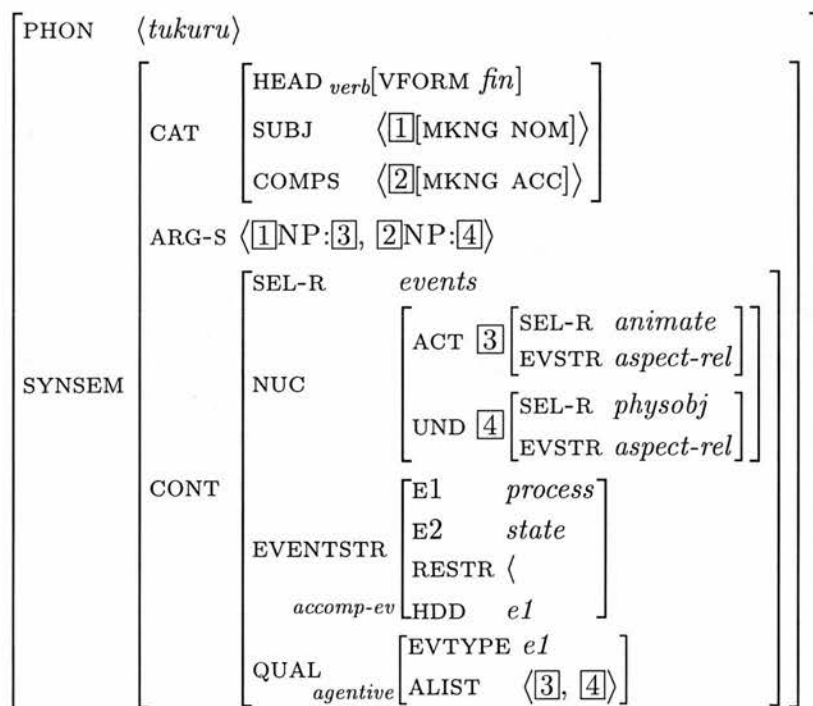 PHON ⟨tukuru⟩
HEAD verb[VFORM fin]
CAT SUBJ ⟨1[MKNG NOM]⟩
COMPS ⟨2[MKNG ACC]⟩
ARG-S ⟨1NP:3, 2NP:4⟩
SEL-R events
ACT 3 SEL-R animate
EVSTR aspect-rel
SYNSEM NUC
UND 4 SEL-R physobj
EVSTR aspect-rel
CONT E1 process
E2 state
EVENTSTR
RESTR ⟨
accomp-ev HDD e1
QUAL EVTYPE e1
agentive ALIST ⟨3, 4⟩